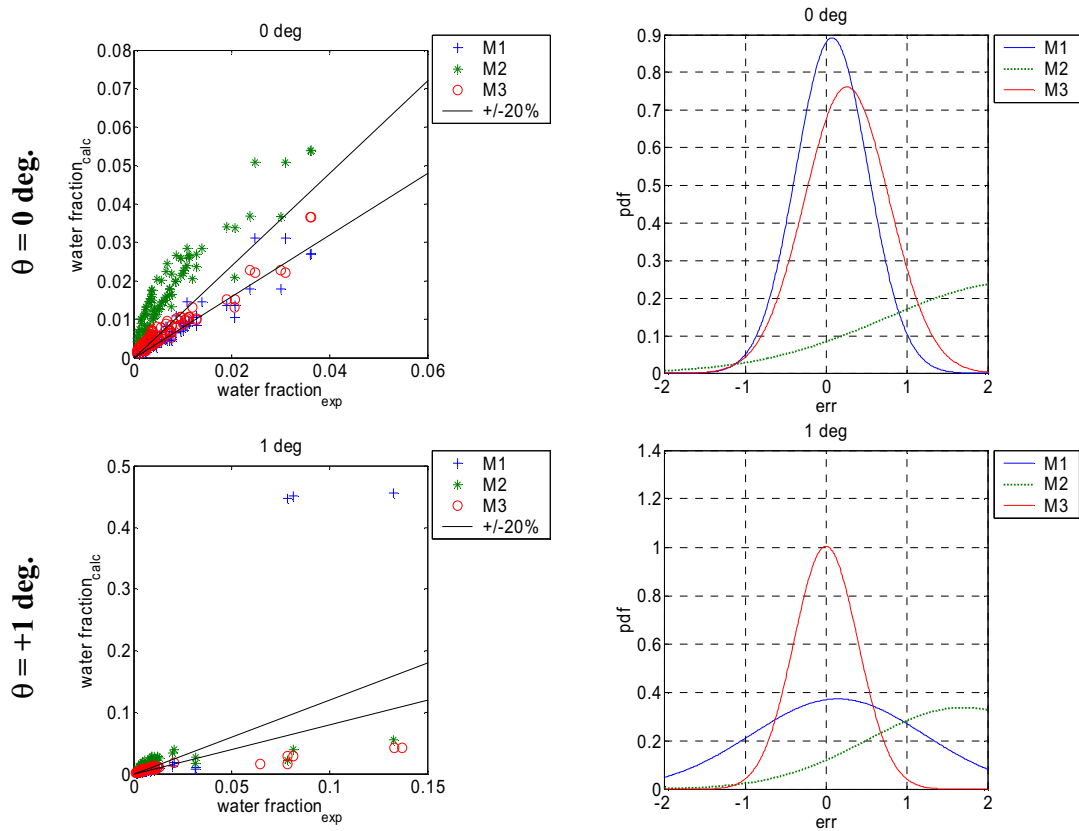 θ = 0 deg.
0 deg
water fraction_calc
0.08
0.07
0.06
0.05
0.04
0.03
0.02
0.01
0
0 0.02 0.04 0.06
water fraction_exp
M1
M2
M3
+/-20%
0 deg
pdf
0.9
0.8
0.7
0.6
0.5
0.4
0.3
0.2
0.1
0
-2 -1 0 1 2
err
M1
M2
M3
θ = +1 deg.
1 deg
water fraction_calc
0.5
0.4
0.3
0.2
0.1
0
0 0.05 0.1 0.15
water fraction_exp
M1
M2
M3
+/-20%
1 deg
pdf
1.4
1.2
1
0.8
0.6
0.4
0.2
0
-2 -1 0 1 2
err
M1
M2
M3